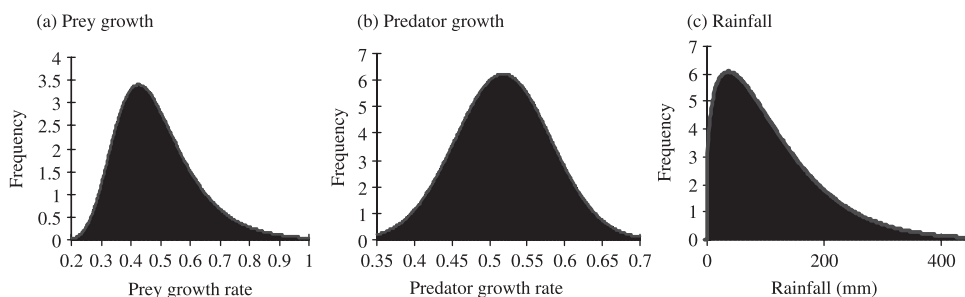 (a) Prey growth
4
3.5
3
2.5
2
1.5
1
0.5
0
Frequency
0.2 0.3 0.4 0.5 0.6 0.7 0.8 0.9 1
Prey growth rate
(b) Predator growth
7
6
5
4
3
2
1
0
Frequency
0.35 0.4 0.45 0.5 0.55 0.6 0.65 0.7
Predator growth rate
(c) Rainfall
7
6
5
4
3
2
1
0
Frequency
0 200 400
Rainfall (mm)